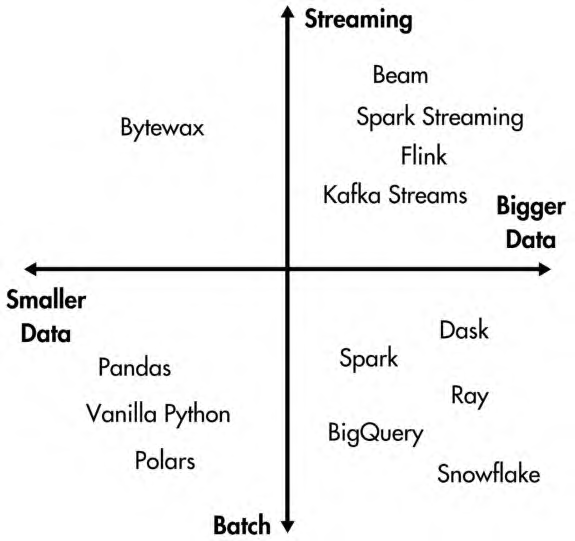 Streaming
Beam
Bytewax
Spark Streaming
Flink
Kafka Streams
Bigger
Data
Smaller
Data
Dask
Pandas
Spark
Ray
Vanilla Python
BigQuery
Polars
Snowflake
Batch